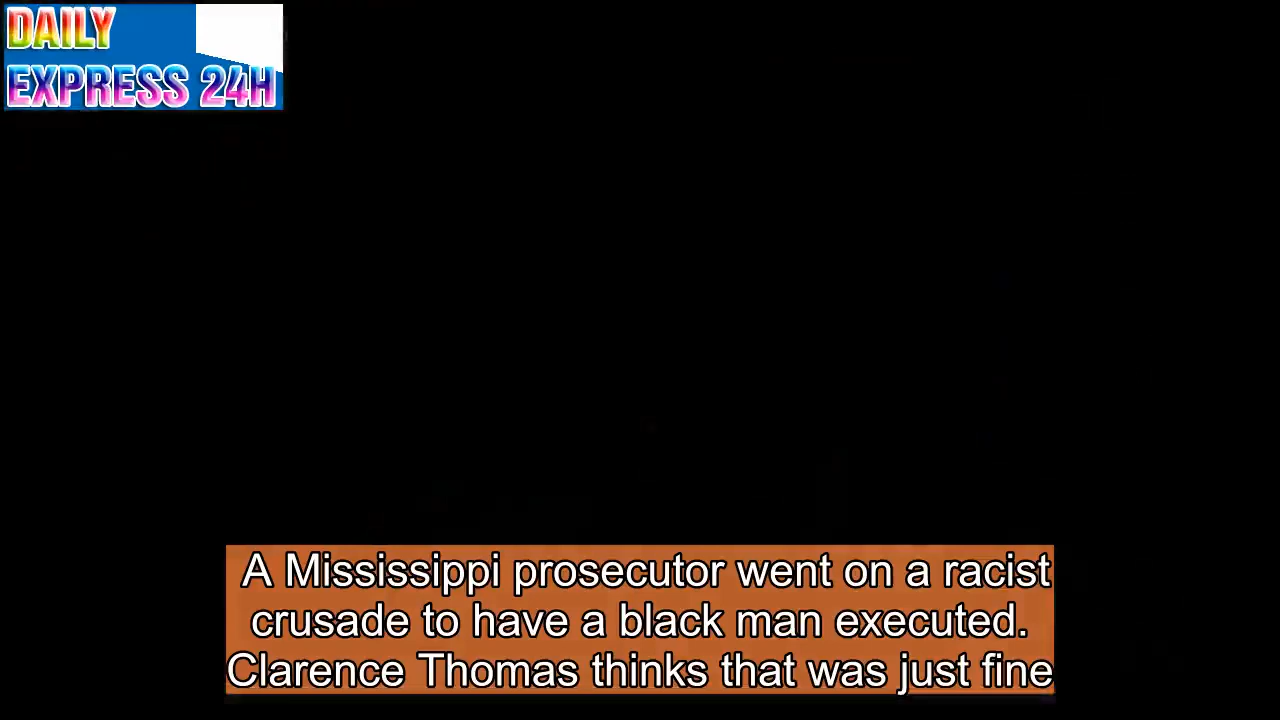 DAILY
EXPRESS 24H
A Mississippi prosecutor went on a racist
crusade to have a black man executed.
Clarence Thomas thinks that was just fine